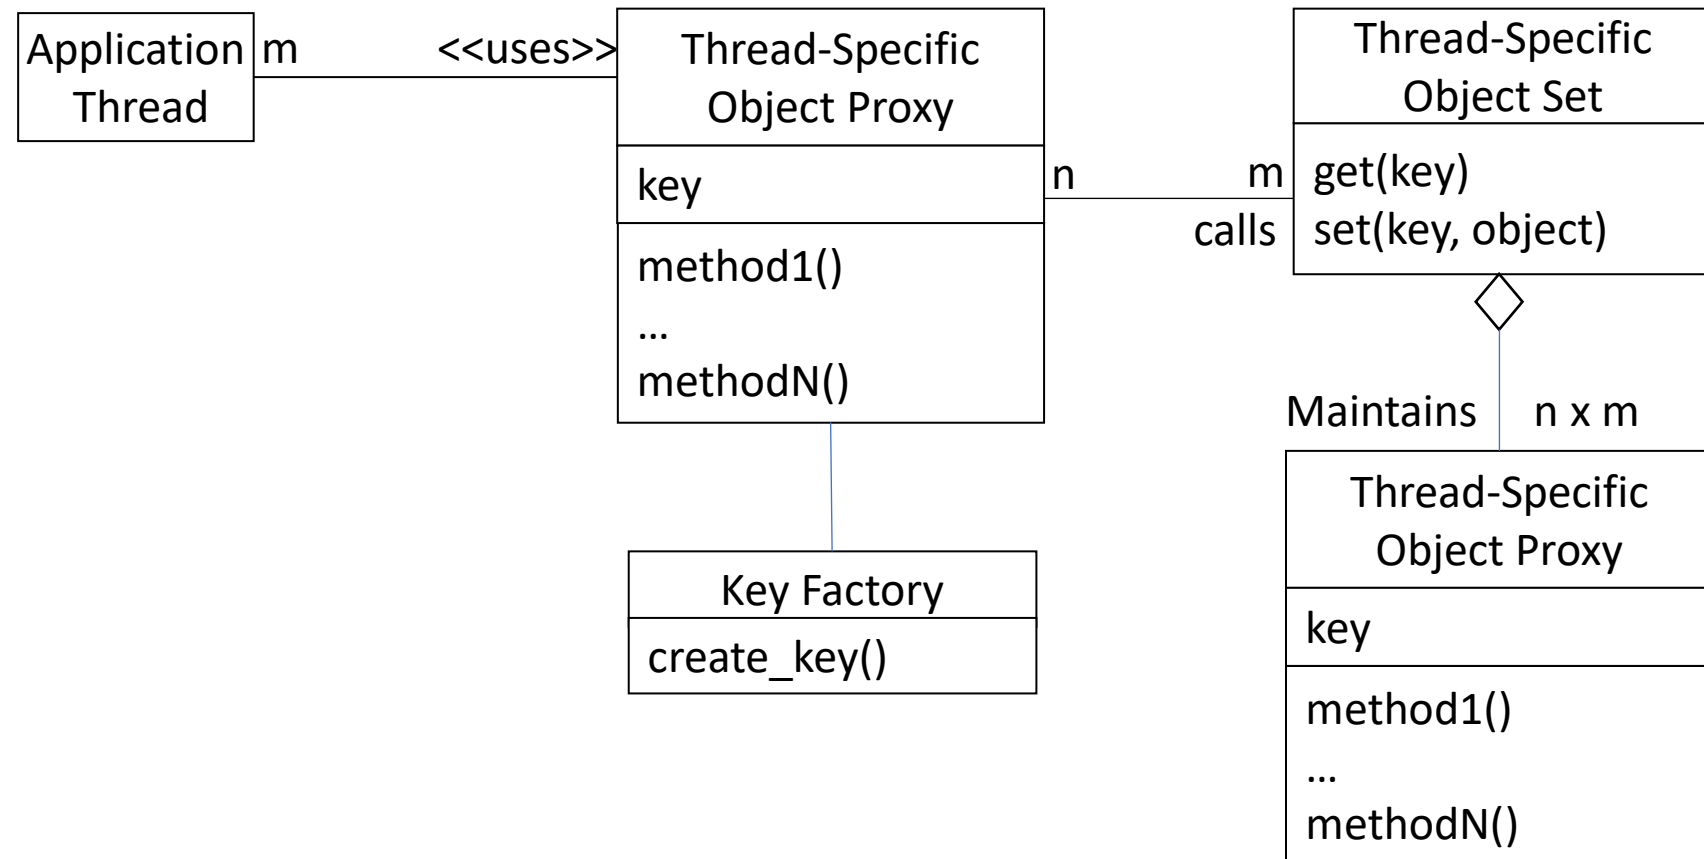 Application
Thread
m
<<uses>>
Thread-Specific
Object Proxy
key
method1()
...
methodN()
n
m
calls
Thread-Specific
Object Set
get(key)
set(key, object)
Maintains
n x m
Key Factory
create_key()
Thread-Specific
Object Proxy
key
method1()
...
methodN()